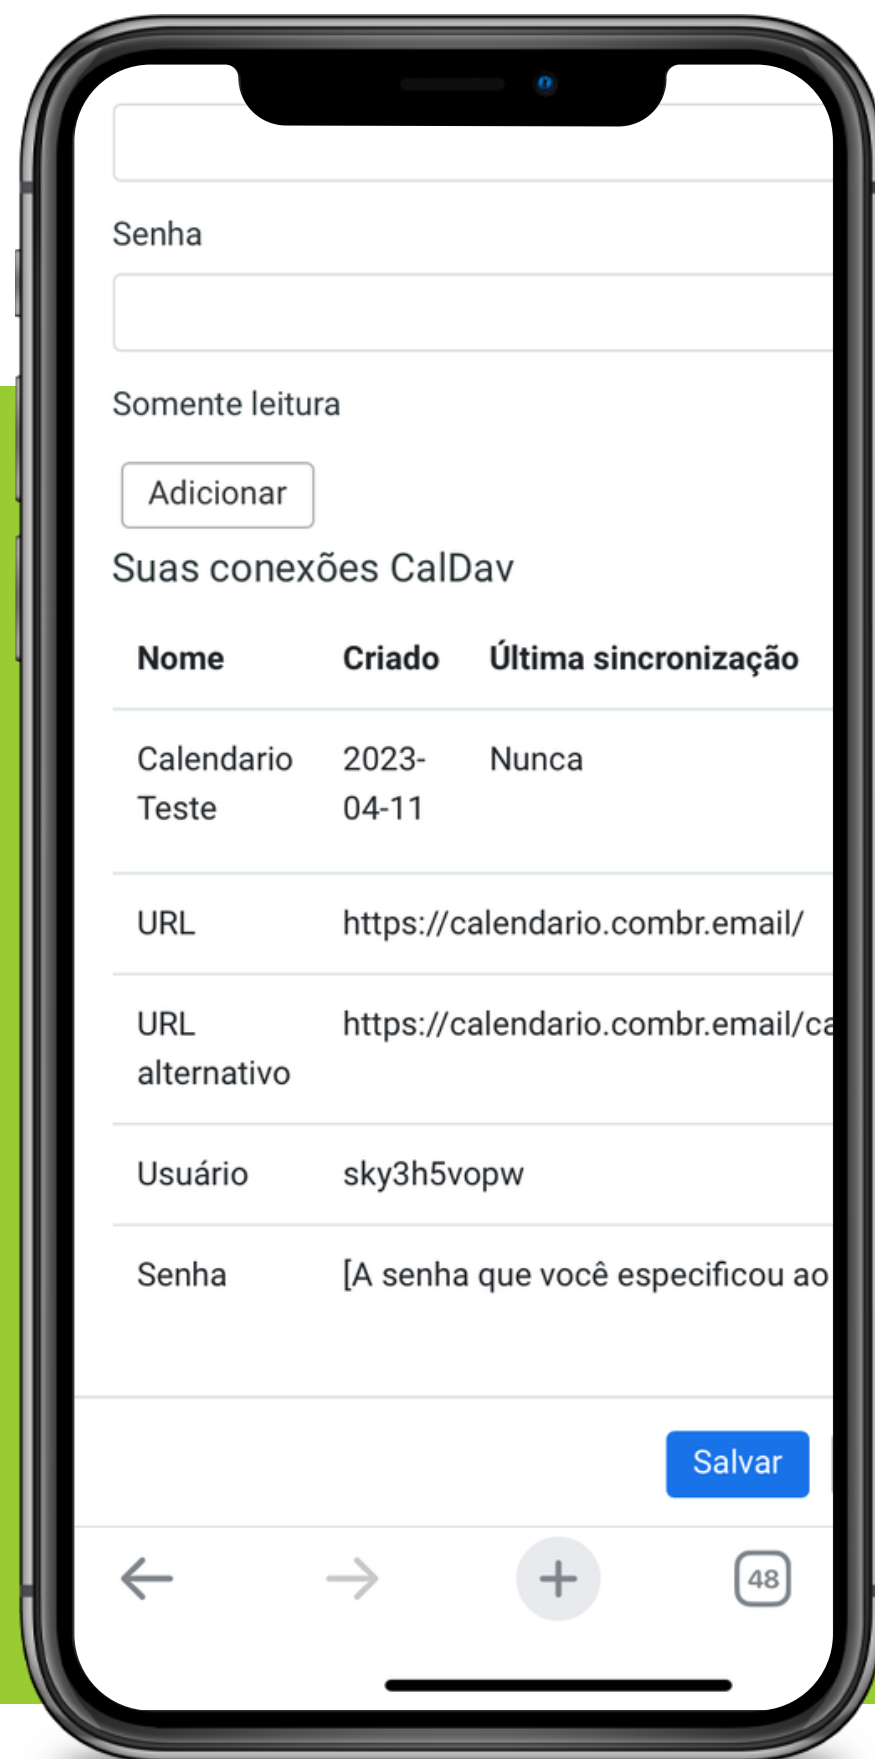 Senha
Somente leitura
Adicionar
Suas conexões CalDav
Nome Criado Última sincronização
Calendario 2023- Nunca
Teste 04-11
URL https://calendario.combr.email/
URL https://calendario.combr.email/ca
alternativo
Usuário sky3h5vopw
Senha [A senha que você especificou ao
Salvar
48